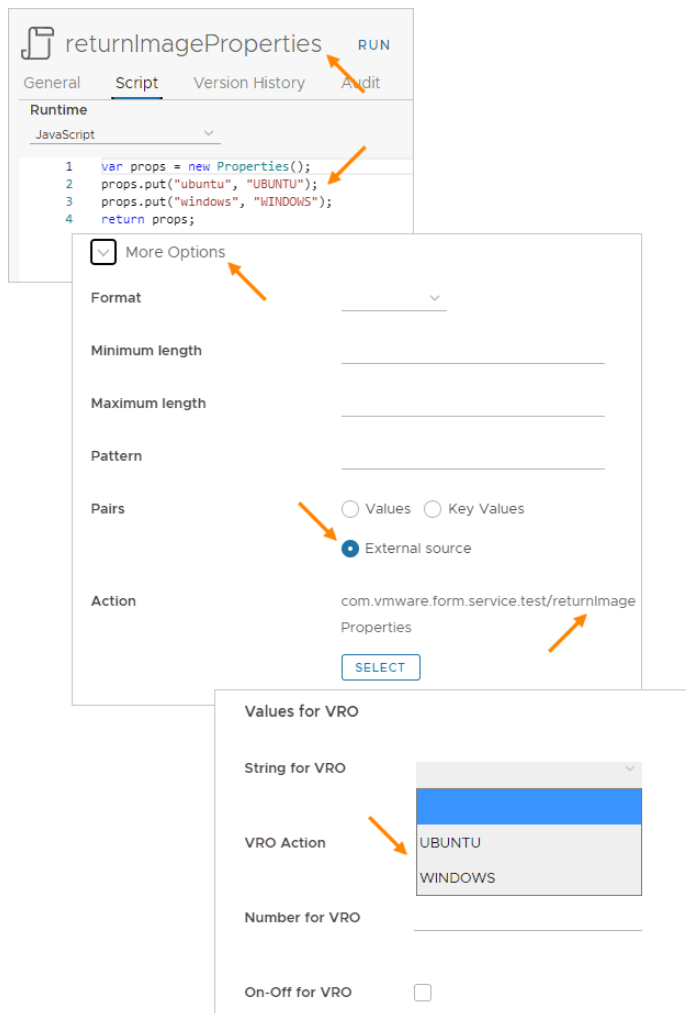 returnImageProperties RUN
General Script Version History Audit
Runtime
JavaScript
1 var props = new Properties();
2 props.put("ubuntu", "UBUNTU");
3 props.put("windows", "WINDOWS");
4 return props;
More Options
Format
Minimum length
Maximum length
Pattern
Pairs Values Key Values
External source
Action com.vmware.form.service.test/returnImage
Properties
SELECT
Values for VRO
String for VRO
VRO Action UBUNTU
WINDOWS
Number for VRO
On-Off for VRO